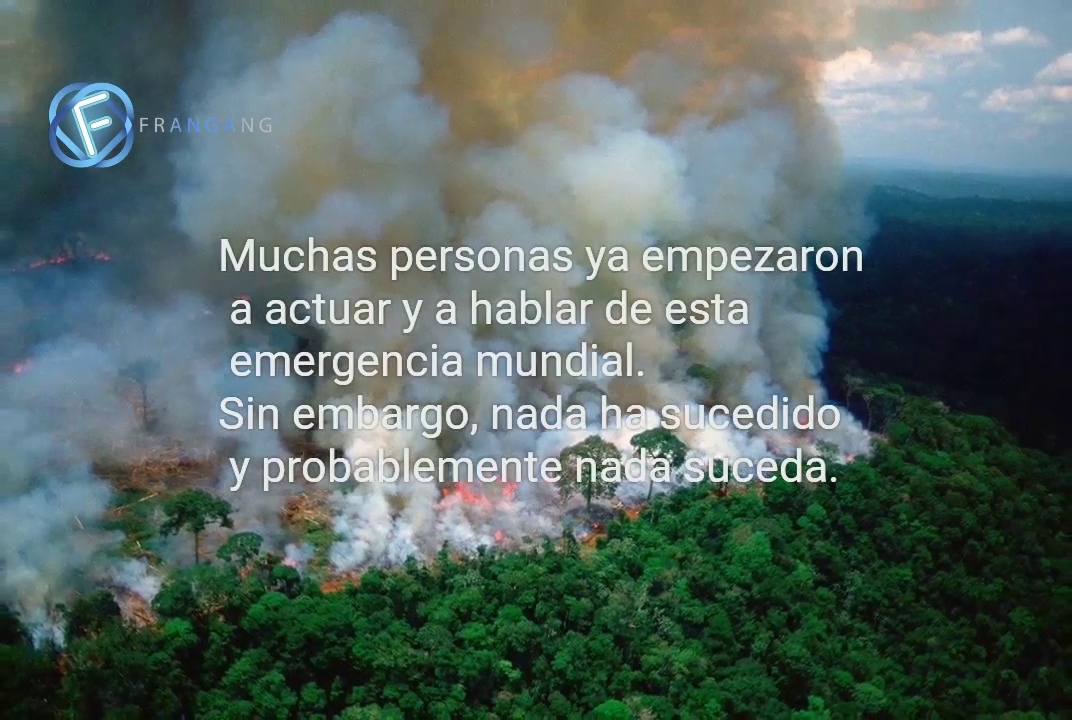 FRANGANG
Muchas personas ya empezaron
a actuar y a hablar de esta
emergencia mundial.
Sin embargo, nada ha sucedido
y probablemente nada suceda.